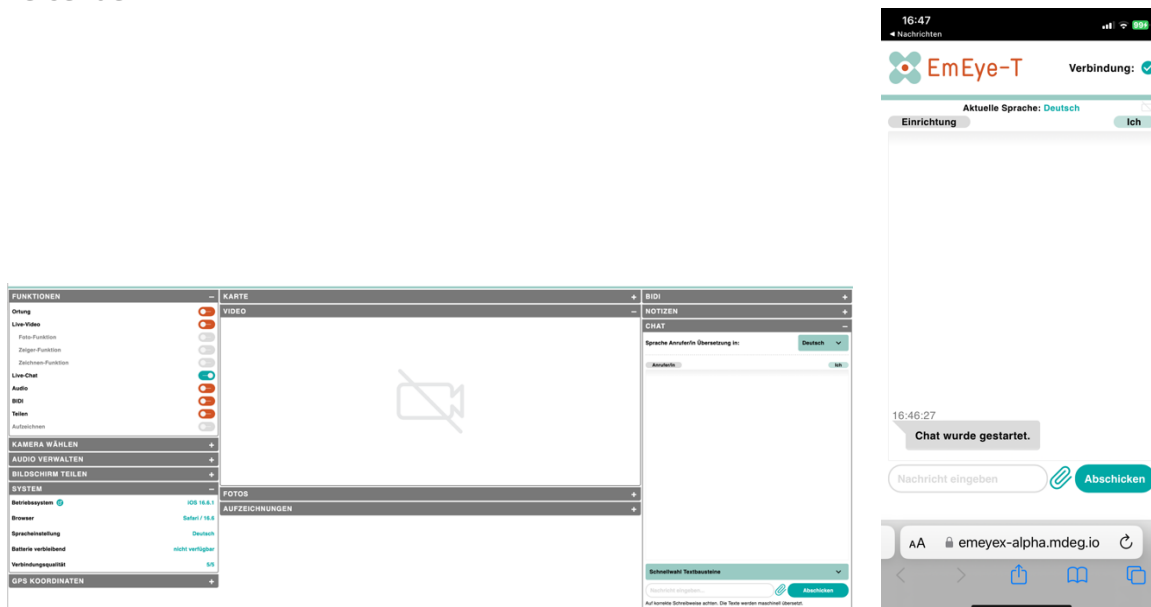 FUNKTIONEN −
Ortung
Live-Video
Foto-Funktion
Zeiger-Funktion
Zeichnen-Funktion
Live-Chat
Audio
BIDI
Teilen
Aufzeichnen
KAMERA WÄHLEN +
AUDIO VERWALTEN +
BILDSCHIRM TEILEN +
SYSTEM −
Betriebssystem iOS 16.6.1
Browser Safari / 16.6
Spracheinstellung Deutsch
Batterie verbleibend nicht verfügbar
Verbindungsqualität 5/5
GPS KOORDINATEN +
KARTE +
VIDEO −
FOTOS +
AUFZEICHNUNGEN +
BIDI +
NOTIZEN +
CHAT −
Sprache Anrufer/in Übersetzung in: Deutsch
Anrufer/in Ich
Schnellwahl Textbausteine
Nachricht eingeben... Abschicken
Auf korrekte Schreibweise achten. Die Texte werden maschinell übersetzt.
16:47 99+
◀ Nachrichten
EmEye-T Verbindung:
Aktuelle Sprache: Deutsch
Einrichtung Ich
16:46:27
Chat wurde gestartet.
Nachricht eingeben Abschicken
AA emeyex-alpha.mdeg.io